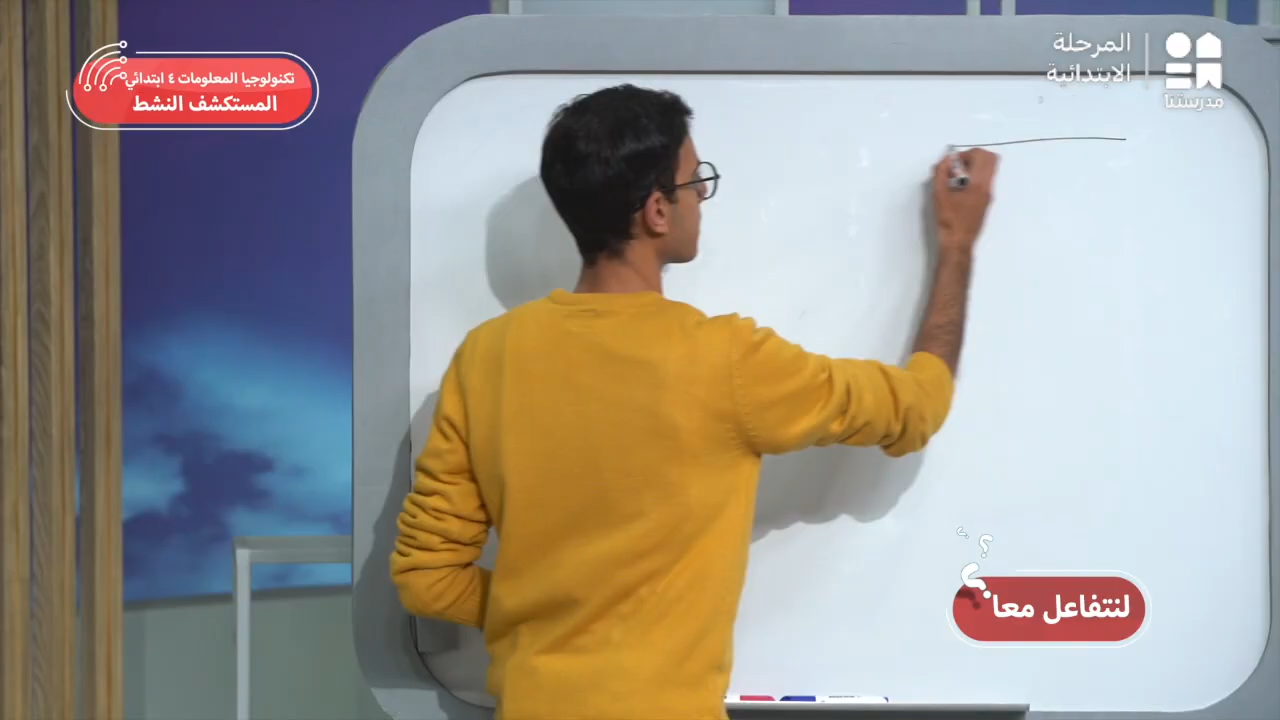 المرحلة
الابتدائية
مدرستنا
تكنولوجيا المعلومات ٤ ابتدائي
المستكشف النشط
لنتفاعل معا